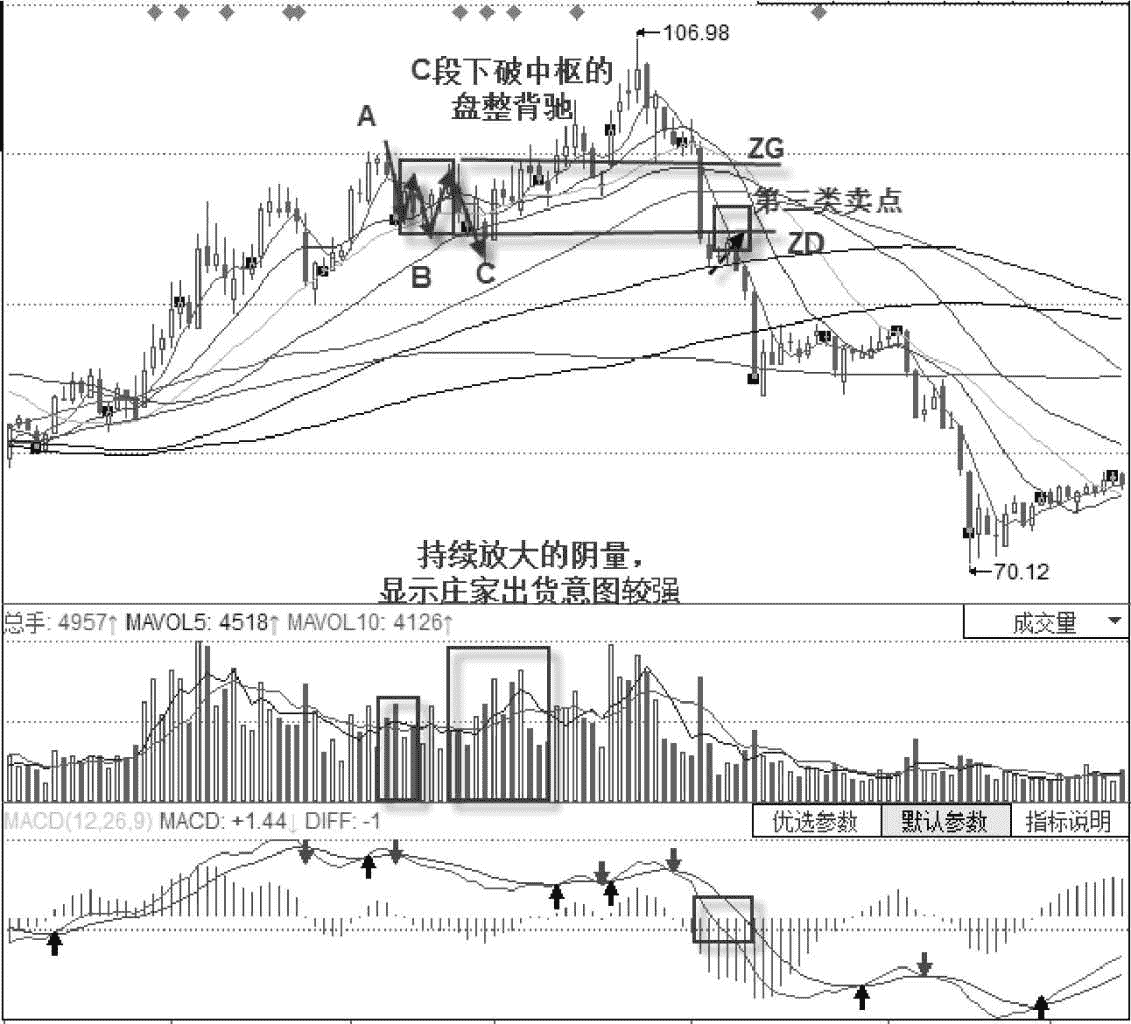 106.98
C段下破中枢的
盘整背驰
A
ZG
第三类卖点
ZD
B
C
持续放大的阴量，
显示庄家出货意图较强
70.12
总手: 4957↑ MAVOL5: 4518↑ MAVOL10: 4126↑
成交量
MACD(12,26,9) MACD: +1.44↓ DIFF: -1
优选参数
默认参数
指标说明